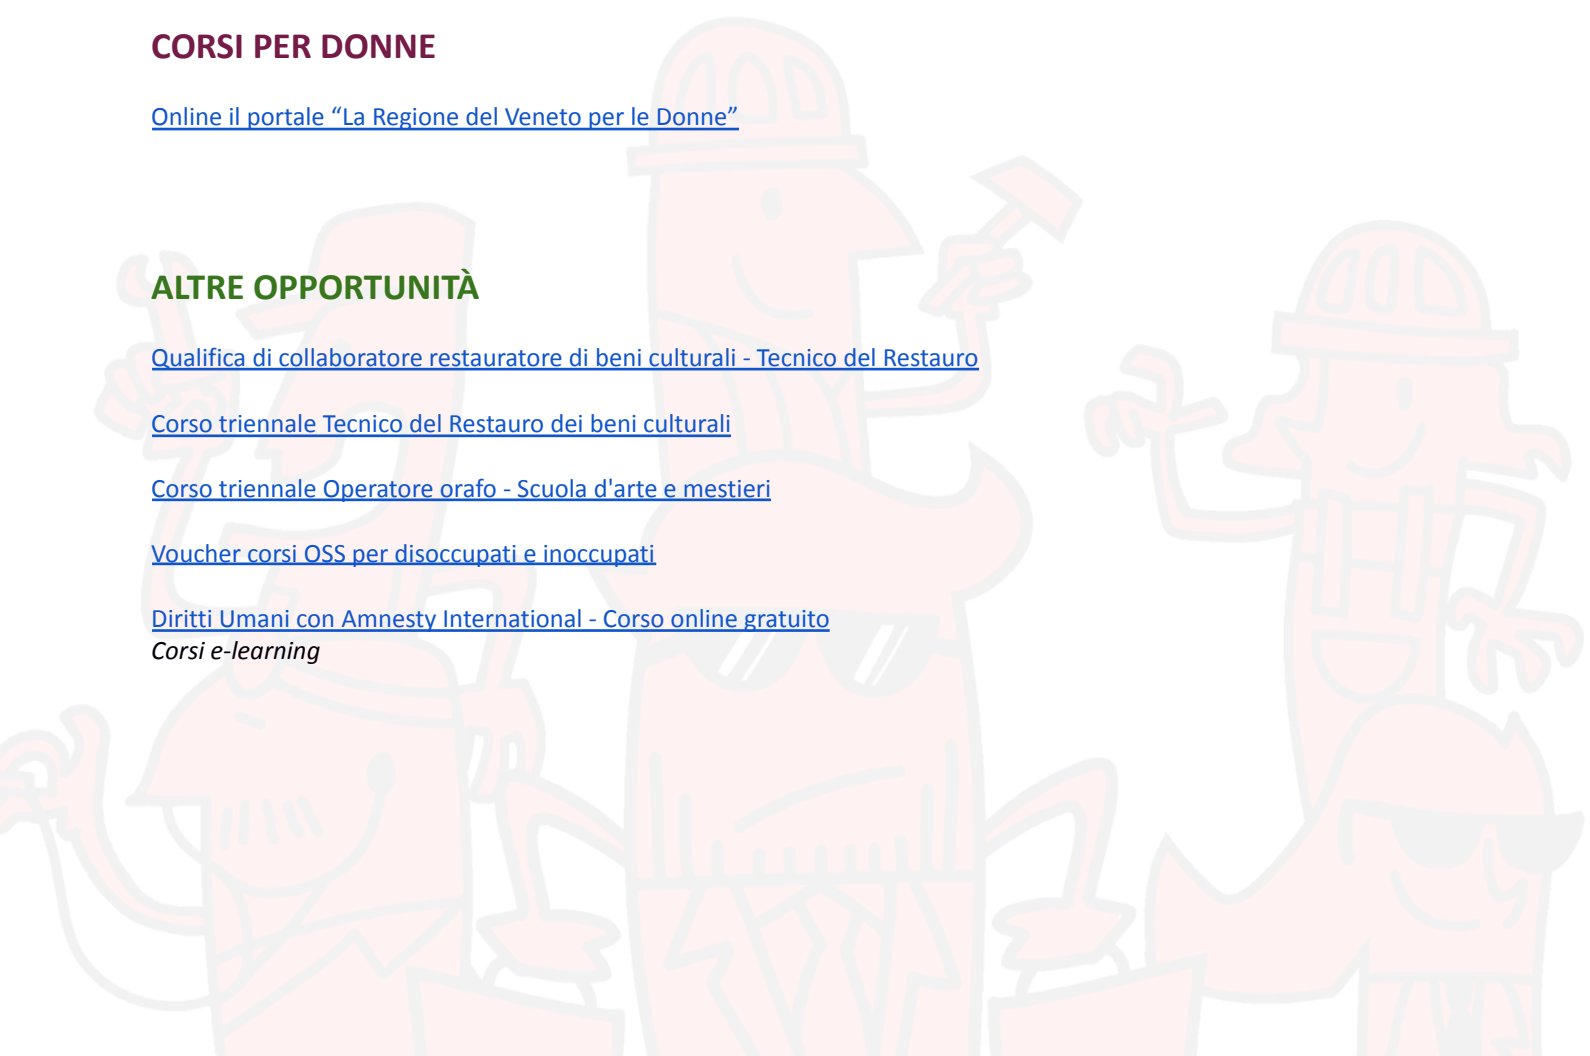 CORSI PER DONNE
Online il portale “La Regione del Veneto per le Donne”
ALTRE OPPORTUNITÀ
Qualifica di collaboratore restauratore di beni culturali - Tecnico del Restauro
Corso triennale Tecnico del Restauro dei beni culturali
Corso triennale Operatore orafo - Scuola d'arte e mestieri
Voucher corsi OSS per disoccupati e inoccupati
Diritti Umani con Amnesty International - Corso online gratuito
Corsi e-learning